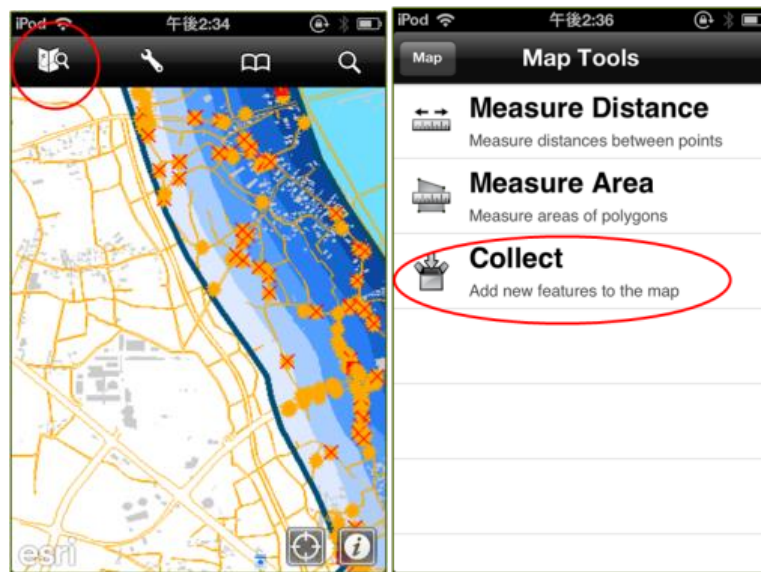 iPod 午後2:34
esri
iPod 午後2:36
Map Map Tools
Measure Distance
Measure distances between points
Measure Area
Measure areas of polygons
Collect
Add new features to the map